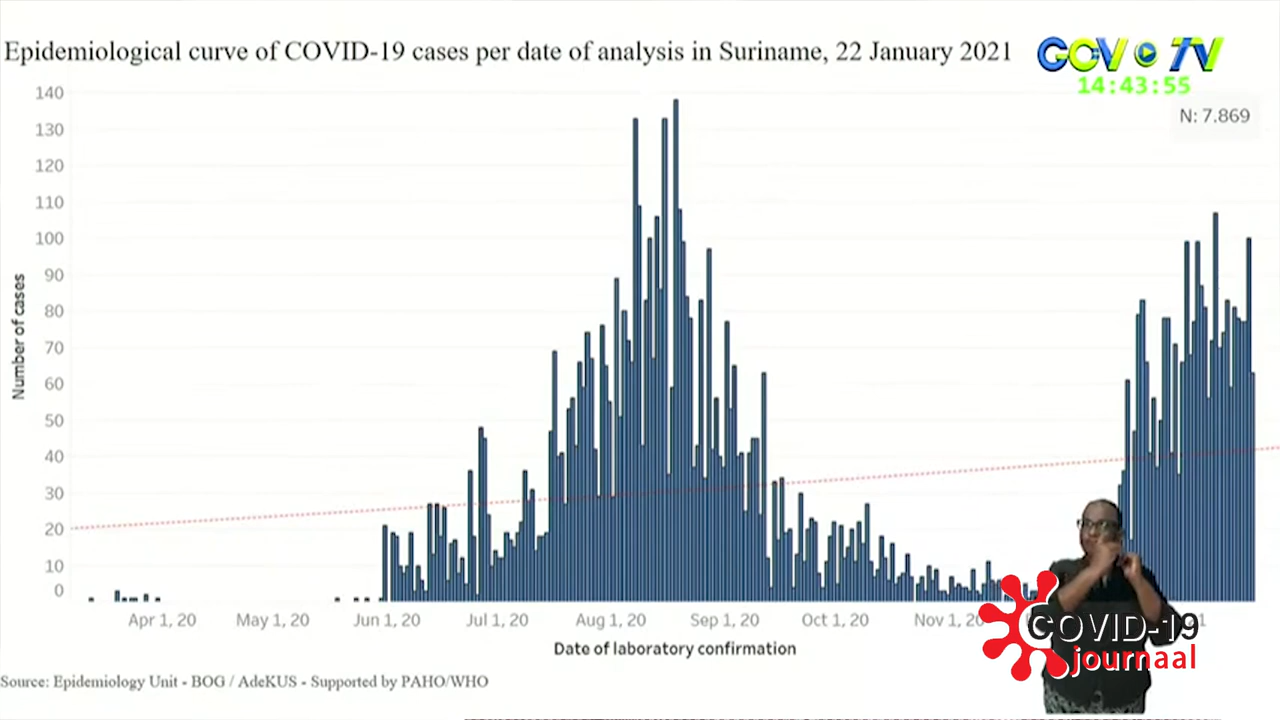 Epidemiological curve of COVID-19 cases per date of analysis in Suriname, 22 January 2021
GOV TV
14:43:55
N: 7.869
140
130
120
110
100
90
80
70
60
50
40
30
20
10
0
Number of cases
Apr 1, 20
May 1, 20
Jun 1, 20
Jul 1, 20
Aug 1, 20
Sep 1, 20
Oct 1, 20
Nov 1, 20
Date of laboratory confirmation
COVID-19
journaal
Source: Epidemiology Unit - BOG / AdeKUS - Supported by PAHO/WHO